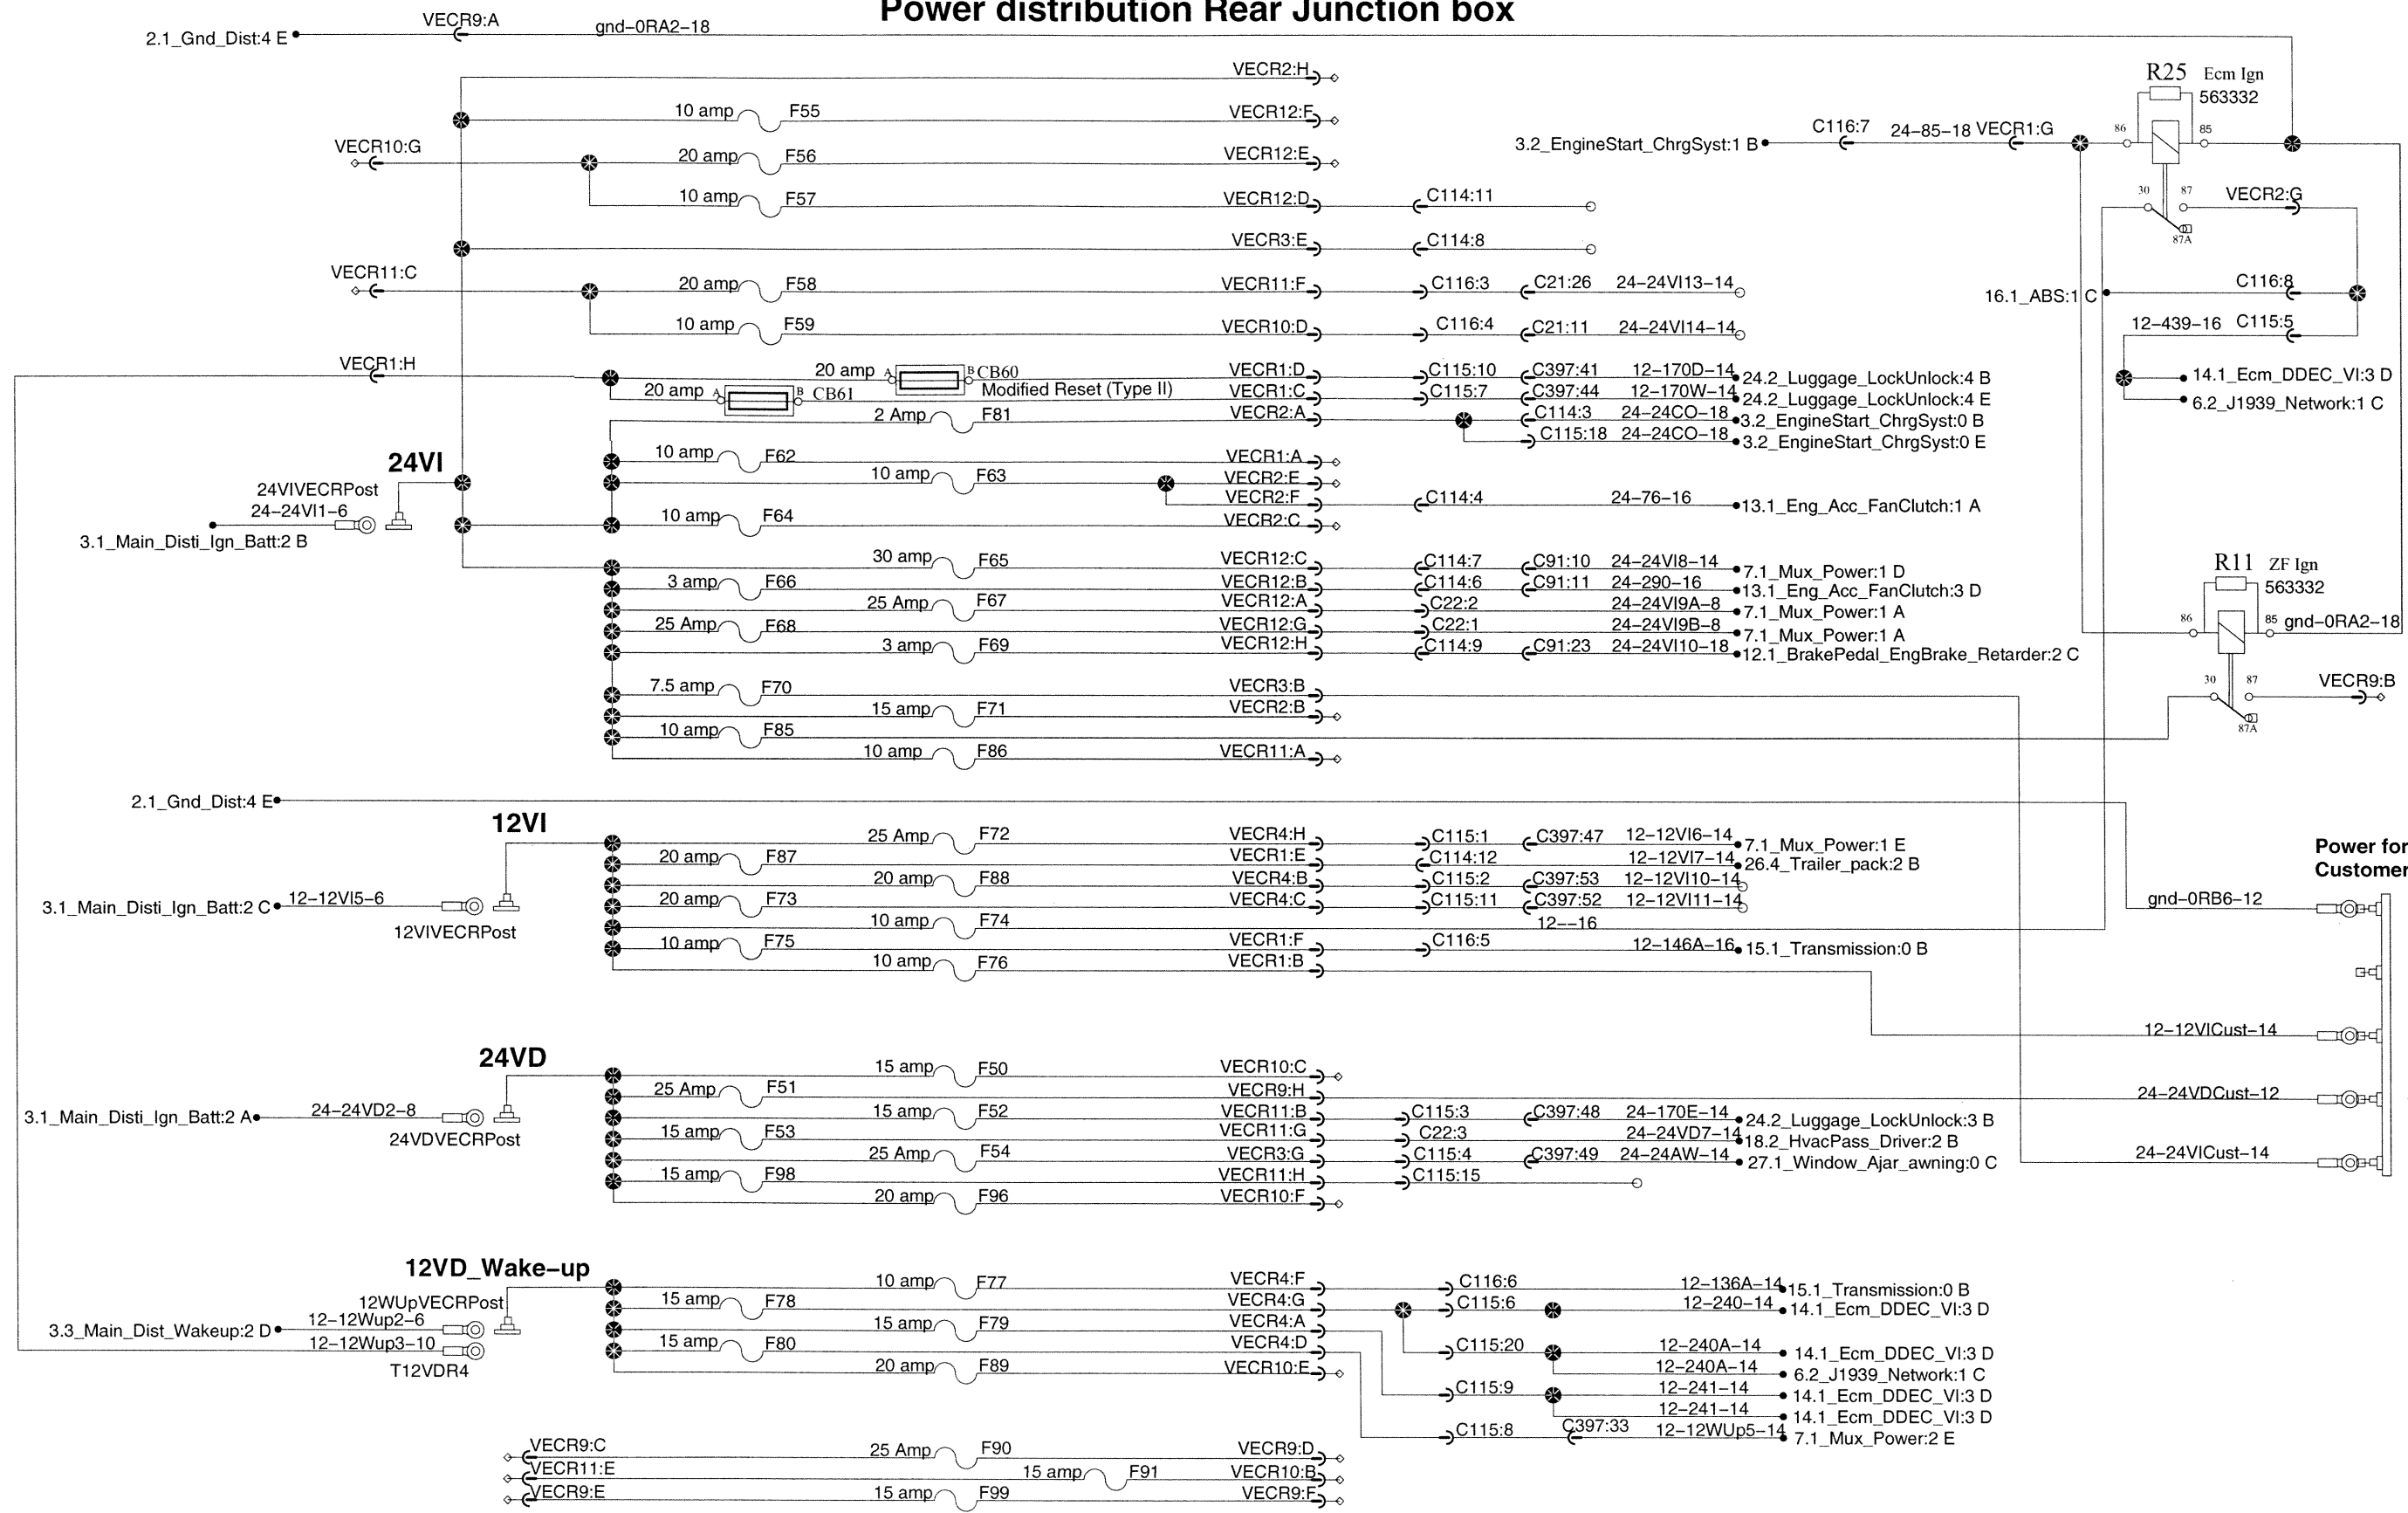 Power distribution Rear Junction box
2.1_Gnd_Dist:4 E VECR9:A gnd-0RA2-18
VECR2:H
R25 Ecm Ign
563332
10 amp F55 VECR12:F
3.2_EngineStart_ChrgSyst:1 B C116:7 24-85-18 VECR1:G 86 85
VECR10:G 20 amp F56 VECR12:E
10 amp F57 VECR12:D C114:11
30 87 VECR2:G
87A
VECR3:E C114:8
VECR11:C 20 amp F58 VECR11:F C116:3 C21:26 24-24VI13-14
16.1_ABS:1 C C116:8
10 amp F59 VECR10:D C116:4 C21:11 24-24VI14-14
12-439-16 C115:5
VECR1:H 20 amp A B CB60 VECR1:D C115:10 C397:41 12-170D-14 24.2_Luggage_LockUnlock:4 B
14.1_Ecm_DDEC_VI:3 D
Modified Reset (Type II)
20 amp A B CB61 VECR1:C C115:7 C397:44 12-170W-14 24.2_Luggage_LockUnlock:4 E
6.2_J1939_Network:1 C
2 Amp F81 VECR2:A C114:3 24-24CO-18 3.2_EngineStart_ChrgSyst:0 B
C115:18 24-24CO-18 3.2_EngineStart_ChrgSyst:0 E
24VI
10 amp F62 VECR1:A
10 amp F63 VECR2:E
24VIVECRPost
VECR2:F C114:4 24-76-16 13.1_Eng_Acc_FanClutch:1 A
24-24VI1-6
10 amp F64 VECR2:C
3.1_Main_Disti_Ign_Batt:2 B
30 amp F65 VECR12:C C114:7 C91:10 24-24VI8-14 7.1_Mux_Power:1 D
R11 ZF Ign
563332
3 amp F66 VECR12:B C114:6 C91:11 24-290-16 13.1_Eng_Acc_FanClutch:3 D
25 Amp F67 VECR12:A C22:2 24-24VI9A-8 7.1_Mux_Power:1 A
25 Amp F68 VECR12:G C22:1 24-24VI9B-8 7.1_Mux_Power:1 A
86 85 gnd-0RA2-18
3 amp F69 VECR12:H C114:9 C91:23 24-24VI10-18 12.1_BrakePedal_EngBrake_Retarder:2 C
7.5 amp F70 VECR3:B
30 87 VECR9:B
87A
15 amp F71 VECR2:B
10 amp F85
10 amp F86 VECR11:A
2.1_Gnd_Dist:4 E
12VI
25 Amp F72 VECR4:H C115:1 C397:47 12-12VI6-14 7.1_Mux_Power:1 E
Power for
Customer
20 amp F87 VECR1:E C114:12 12-12VI7-14 26.4_Trailer_pack:2 B
20 amp F88 VECR4:B C115:2 C397:53 12-12VI10-14
3.1_Main_Disti_Ign_Batt:2 C 12-12VI5-6
20 amp F73 VECR4:C C115:11 C397:52 12-12VI11-14
gnd-0RB6-12
12VIVECRPost
10 amp F74 12--16
10 amp F75 VECR1:F C116:5 12-146A-16 15.1_Transmission:0 B
10 amp F76 VECR1:B
12-12VICust-14
24VD
15 amp F50 VECR10:C
25 Amp F51 VECR9:H 24-24VDCust-12
3.1_Main_Disti_Ign_Batt:2 A 24-24VD2-8
15 amp F52 VECR11:B C115:3 C397:48 24-170E-14 24.2_Luggage_LockUnlock:3 B
24VDVECRPost
15 amp F53 VECR11:G C22:3 24-24VD7-14 18.2_HvacPass_Driver:2 B
25 Amp F54 VECR3:G C115:4 C397:49 24-24AW-14 27.1_Window_Ajar_awning:0 C
24-24VICust-14
15 amp F98 VECR11:H C115:15
20 amp F96 VECR10:F
12VD_Wake-up
10 amp F77 VECR4:F C116:6 12-136A-14 15.1_Transmission:0 B
12WUpVECRPost
15 amp F78 VECR4:G C115:6 12-240-14 14.1_Ecm_DDEC_VI:3 D
3.3_Main_Dist_Wakeup:2 D 12-12Wup2-6
15 amp F79 VECR4:A
12-12Wup3-10
15 amp F80 VECR4:D C115:20 12-240A-14 14.1_Ecm_DDEC_VI:3 D
T12VDR4
20 amp F89 VECR10:E 12-240A-14 6.2_J1939_Network:1 C
C115:9 12-241-14 14.1_Ecm_DDEC_VI:3 D
12-241-14 14.1_Ecm_DDEC_VI:3 D
C115:8 C397:33 12-12WUp5-14 7.1_Mux_Power:2 E
VECR9:C 25 Amp F90 VECR9:D
VECR11:E 15 amp F91 VECR10:B
VECR9:E 15 amp F99 VECR9:F